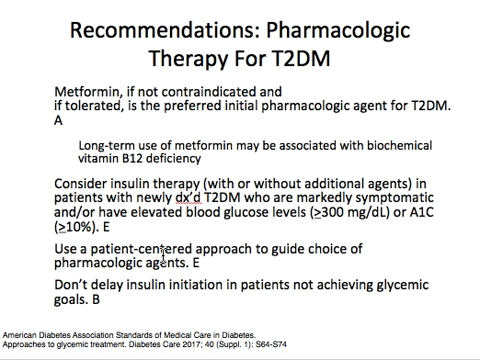 Recommendations: Pharmacologic
Therapy For T2DM
Metformin, if not contraindicated and
if tolerated, is the preferred initial pharmacologic agent for T2DM.
A
Long-term use of metformin may be associated with biochemical
vitamin B12 deficiency
Consider insulin therapy (with or without additional agents) in
patients with newly dx'd T2DM who are markedly symptomatic
and/or have elevated blood glucose levels (≥300 mg/dL) or A1C
(≥10%). E
Use a patient-centered approach to guide choice of
pharmacologic agents. E
Don't delay insulin initiation in patients not achieving glycemic
goals. B
American Diabetes Association Standards of Medical Care in Diabetes.
Approaches to glycemic treatment. Diabetes Care 2017; 40 (Suppl. 1): S64-S74